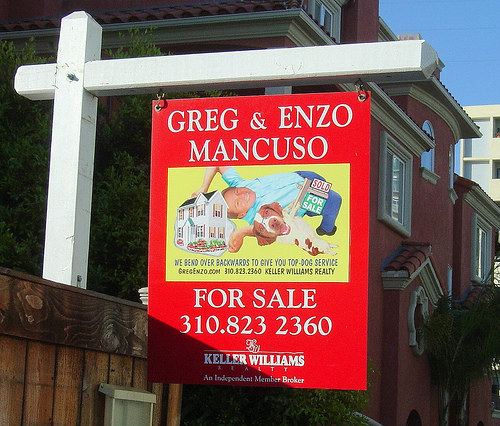 GREG & ENZO
MANCUSO
SOLD
FOR
SALE
WE BEND OVER BACKWARDS TO GIVE YOU TOP-DOG SERVICE
GREGENZO.COM 310.823.2360 KELLER WILLIAMS REALTY
FOR SALE
310.823 2360
KELLER WILLIAMS
REALTY
An Independent Member Broker